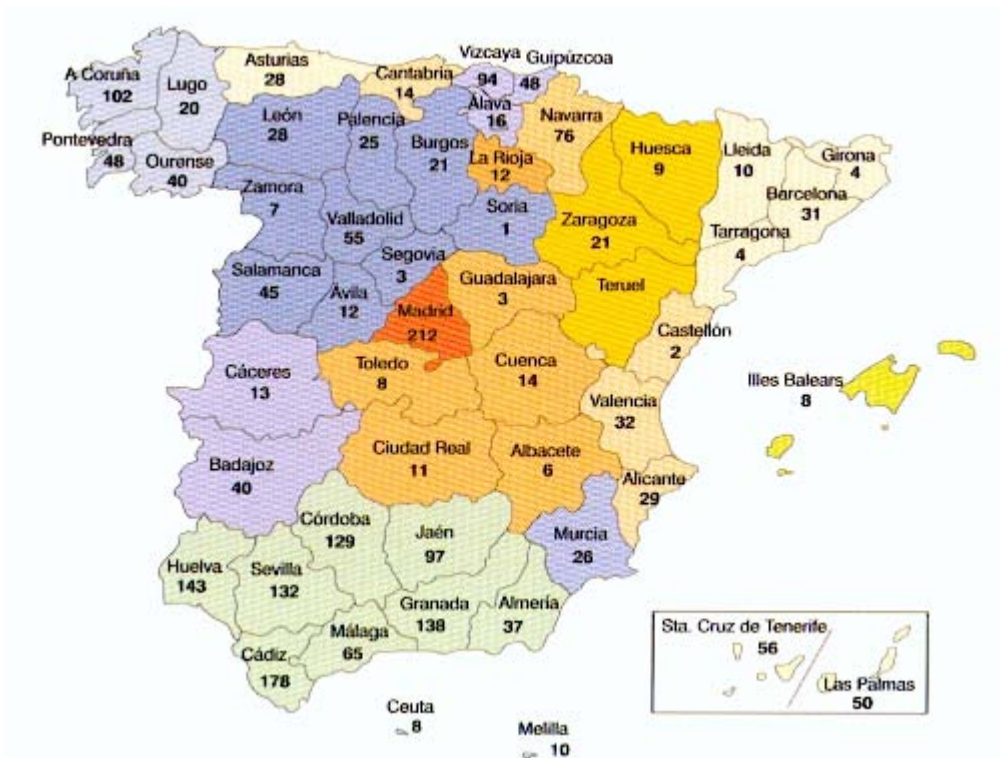 Vizcaya
94
Guipúzcoa
48
Asturias
28
Cantabria
14
A Coruña
102
Lugo
20
Álava
16
Navarra
76
León
28
Palencia
25
Burgos
21
La Rioja
12
Huesca
9
Lleida
10
Girona
4
Barcelona
31
Pontevedra
48
Ourense
40
Zamora
7
Valladolid
55
Soria
1
Zaragoza
21
Tarragona
4
Segovia
3
Salamanca
45
Ávila
12
Guadalajara
3
Teruel
Madrid
212
Castellón
2
Toledo
8
Cuenca
14
Cáceres
13
Valencia
32
Illes Balears
8
Ciudad Real
11
Albacete
6
Badajoz
40
Alicante
29
Córdoba
129
Jaén
97
Murcia
26
Huelva
143
Sevilla
132
Granada
138
Almería
37
Málaga
65
Cádiz
178
Sta. Cruz de Tenerife
56
Las Palmas
50
Ceuta
8
Melilla
10